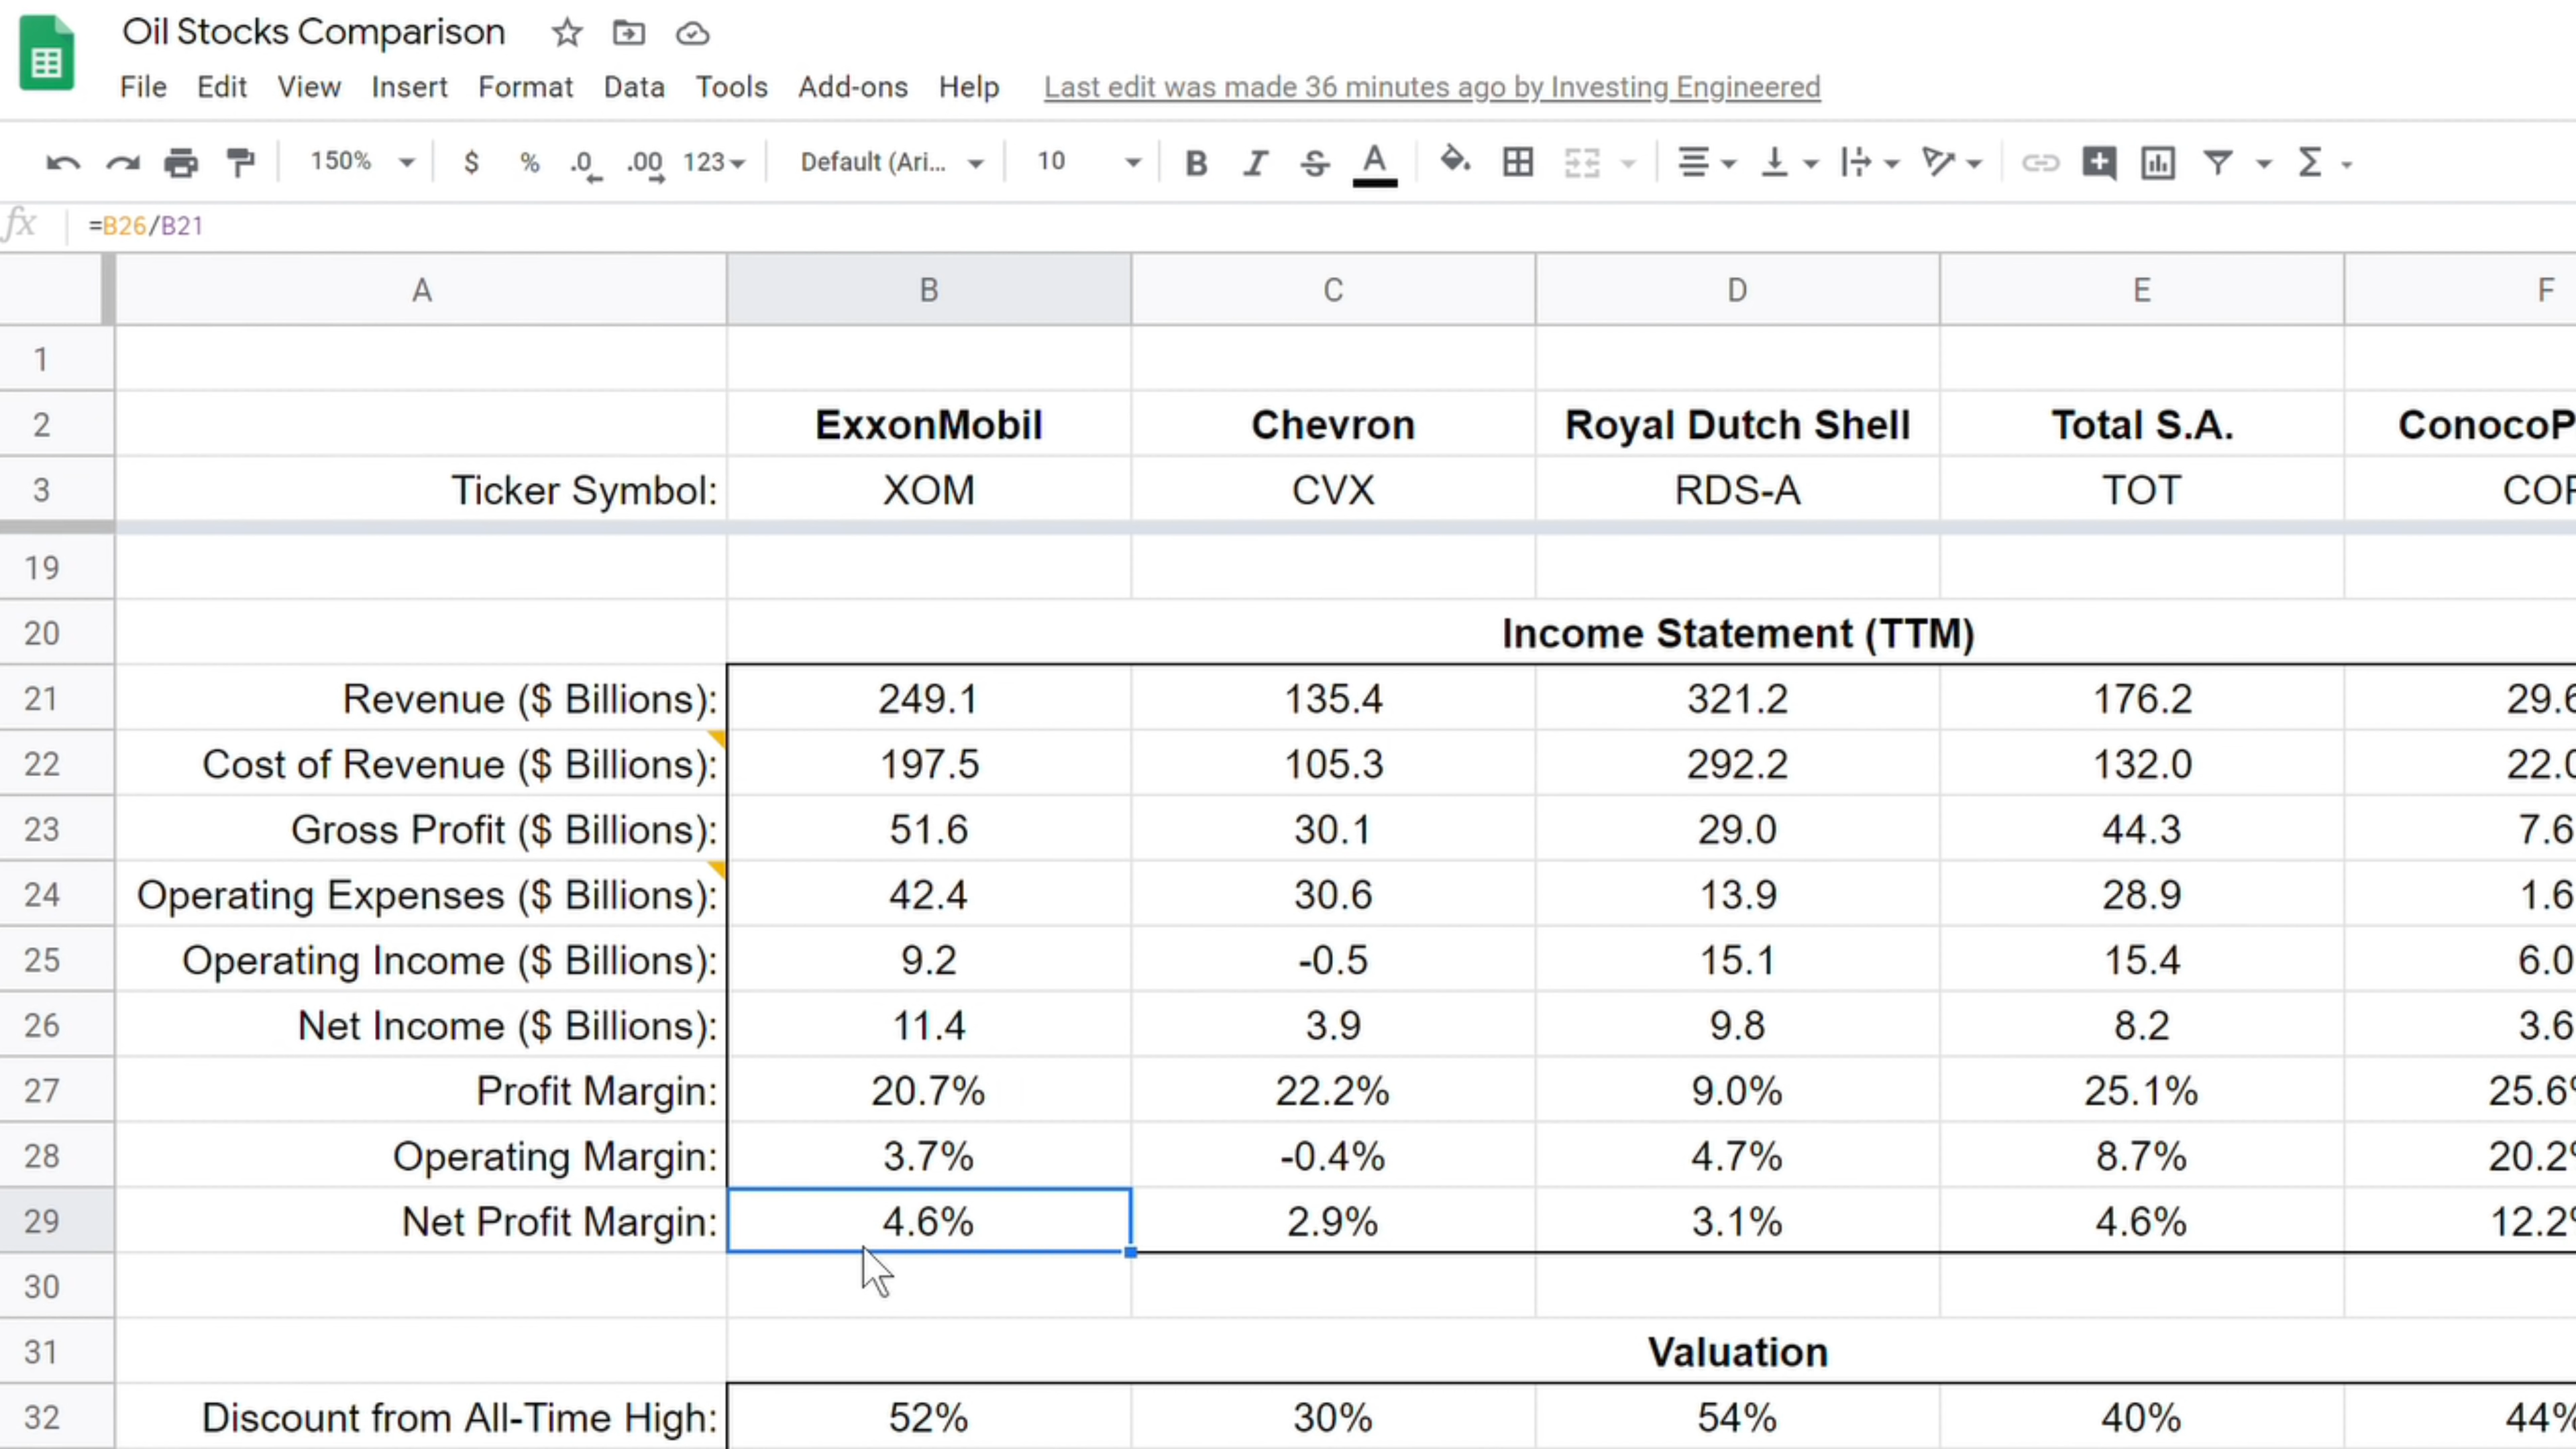 Oil Stocks Comparison
File Edit View Insert Format Data Tools Add-ons Help Last edit was made 36 minutes ago by Investing Engineered
150% $ % .0 .00 123 Default (Ari... 10 B I S A Σ
fx =B26/B21
A B C D E F
1
2 ExxonMobil Chevron Royal Dutch Shell Total S.A. ConocoP
3 Ticker Symbol: XOM CVX RDS-A TOT COP
19
20 Income Statement (TTM)
21 Revenue ($ Billions): 249.1 135.4 321.2 176.2 29.6
22 Cost of Revenue ($ Billions): 197.5 105.3 292.2 132.0 22.0
23 Gross Profit ($ Billions): 51.6 30.1 29.0 44.3 7.6
24 Operating Expenses ($ Billions): 42.4 30.6 13.9 28.9 1.6
25 Operating Income ($ Billions): 9.2 -0.5 15.1 15.4 6.0
26 Net Income ($ Billions): 11.4 3.9 9.8 8.2 3.6
27 Profit Margin: 20.7% 22.2% 9.0% 25.1% 25.6%
28 Operating Margin: 3.7% -0.4% 4.7% 8.7% 20.2%
29 Net Profit Margin: 4.6% 2.9% 3.1% 4.6% 12.2%
30
31 Valuation
32 Discount from All-Time High: 52% 30% 54% 40% 44%